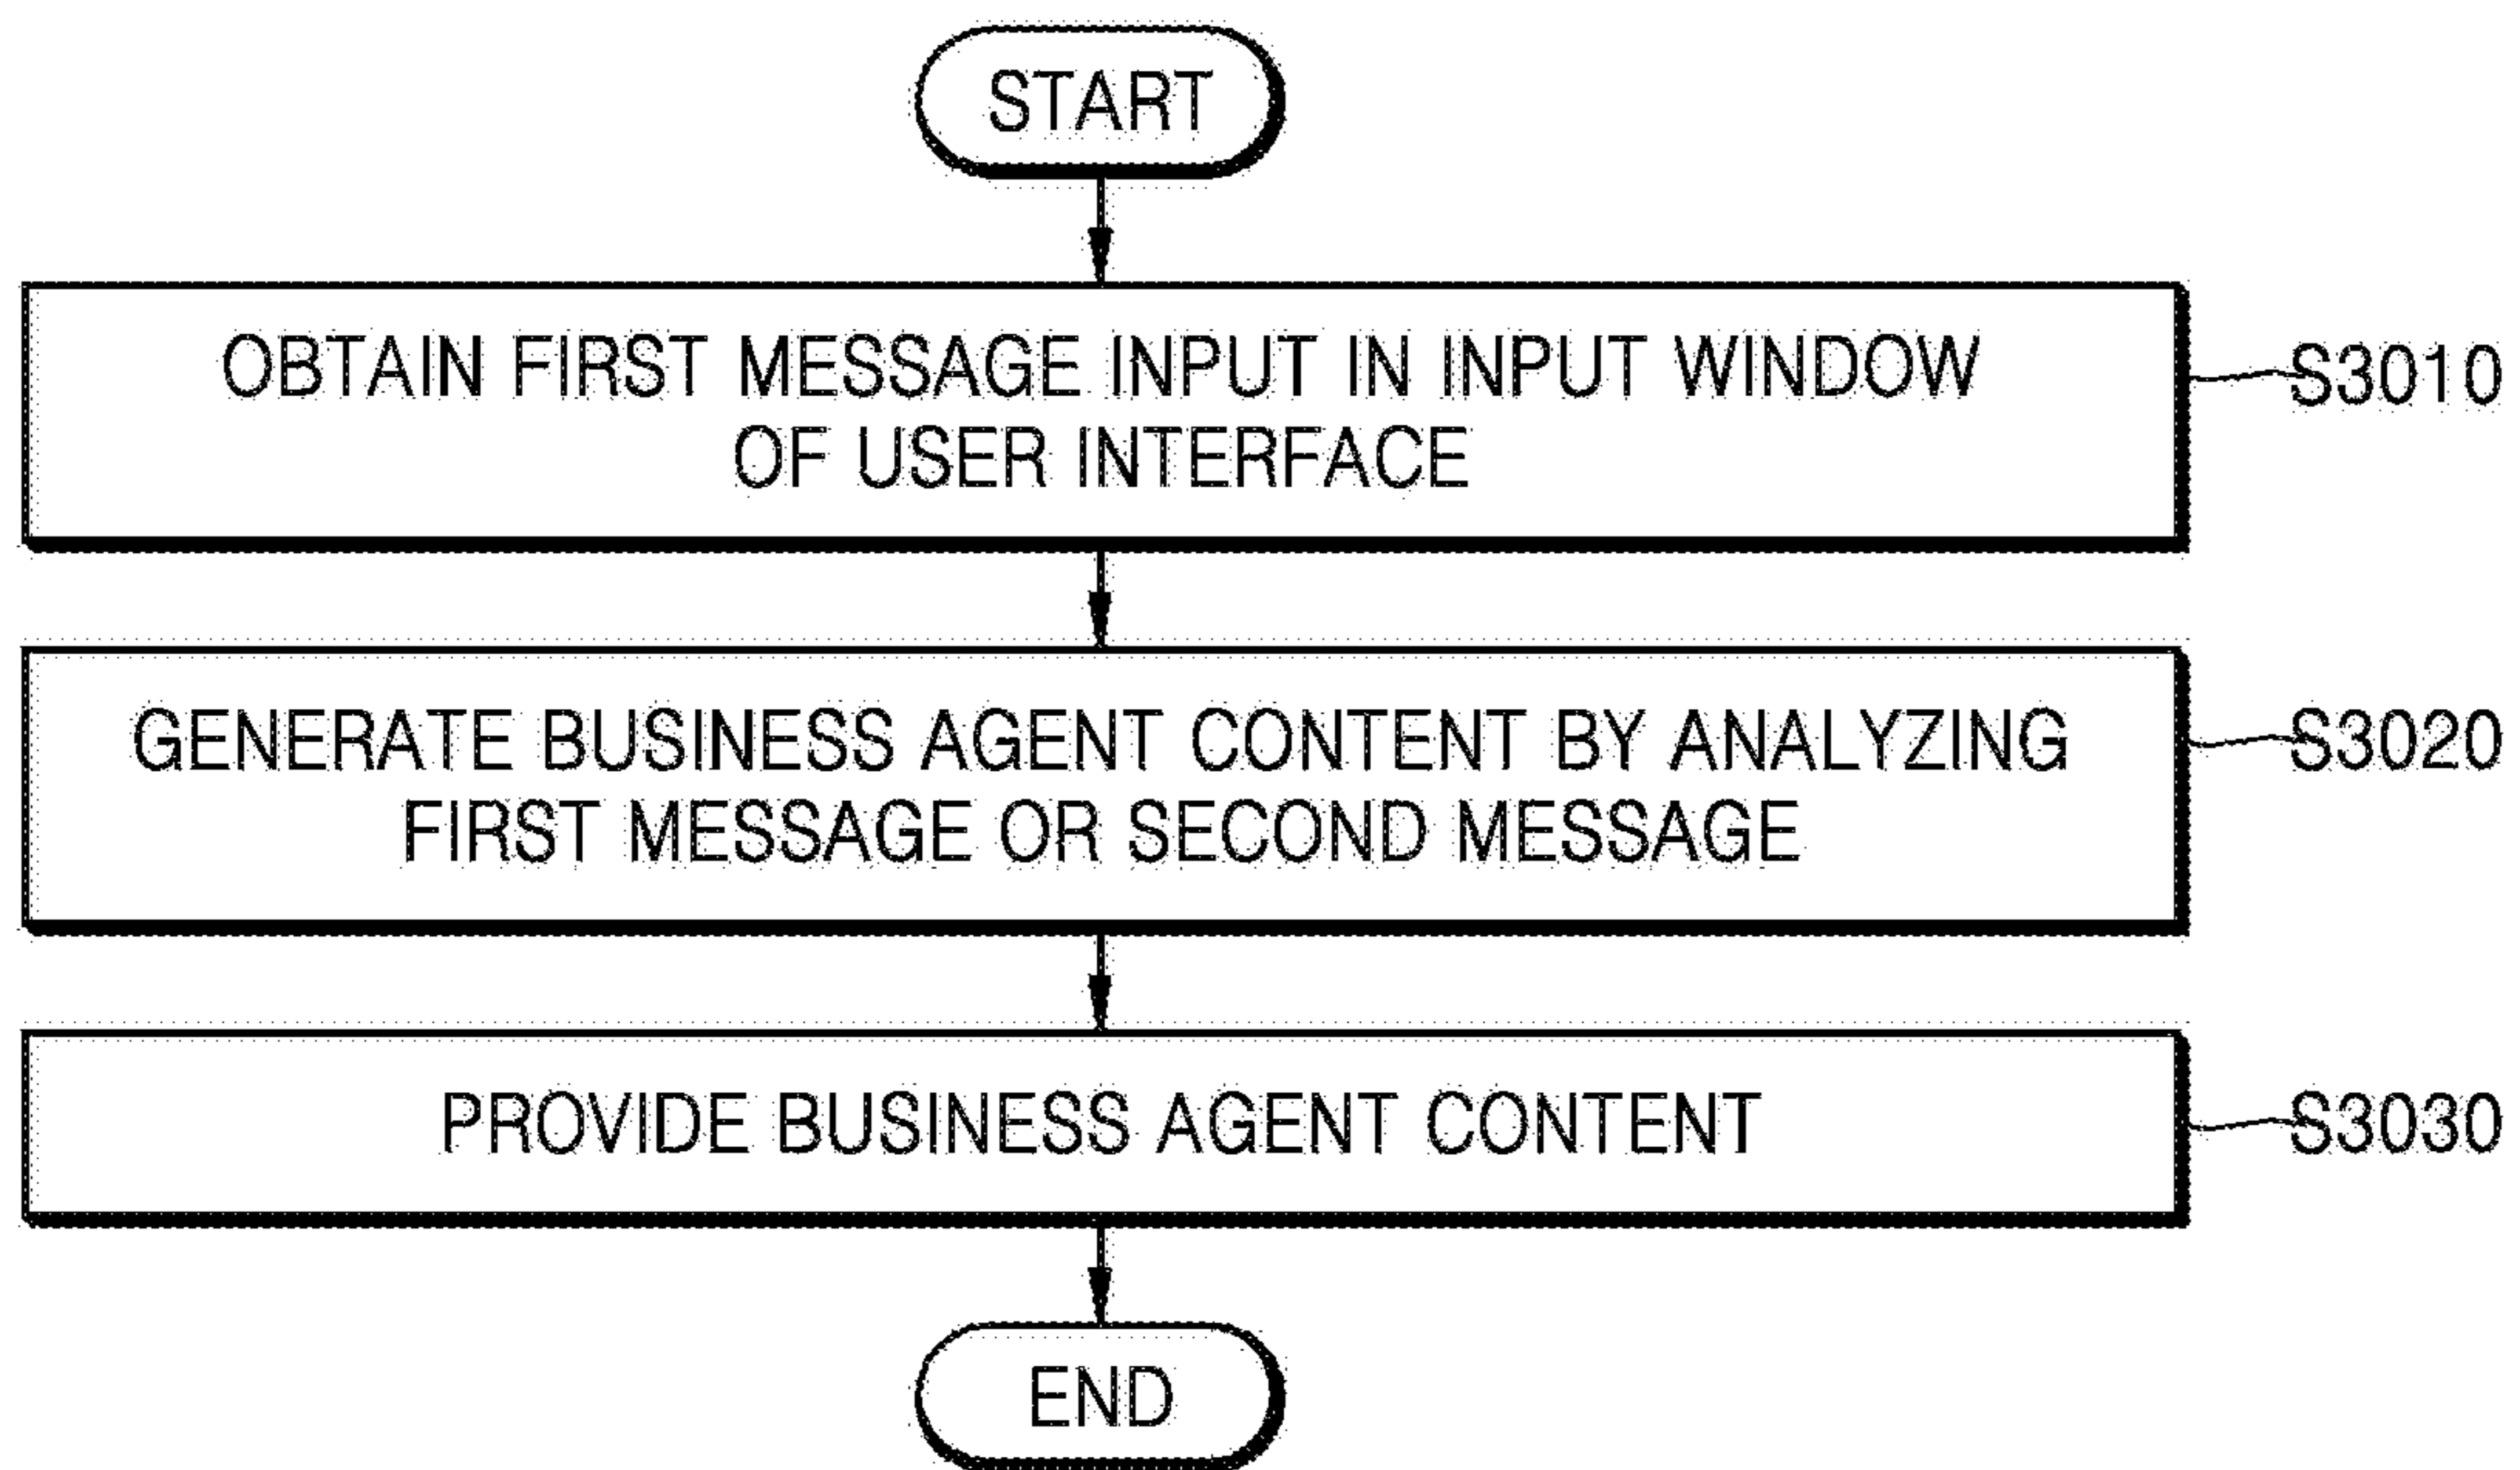 START
OBTAIN FIRST MESSAGE INPUT IN INPUT WINDOW
OF USER INTERFACE
S3010
GENERATE BUSINESS AGENT CONTENT BY ANALYZING
FIRST MESSAGE OR SECOND MESSAGE
S3020
PROVIDE BUSINESS AGENT CONTENT
S3030
END